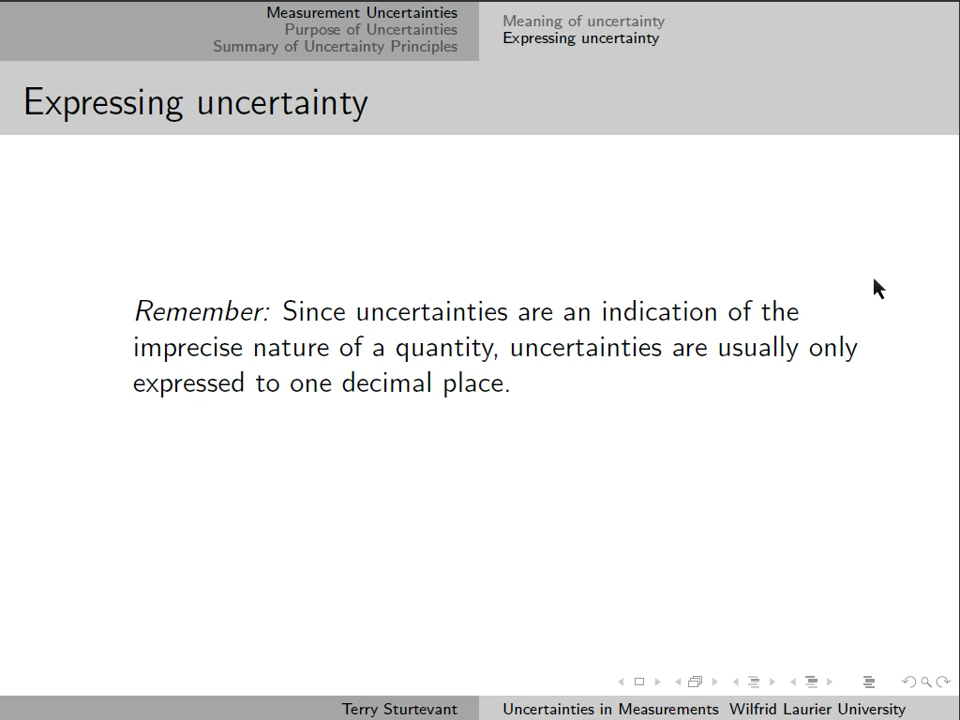 Measurement Uncertainties
Purpose of Uncertainties
Summary of Uncertainty Principles
Meaning of uncertainty
Expressing uncertainty
Expressing uncertainty
Remember: Since uncertainties are an indication of the
imprecise nature of a quantity, uncertainties are usually only
expressed to one decimal place.
Terry Sturtevant
Uncertainties in Measurements Wilfrid Laurier University